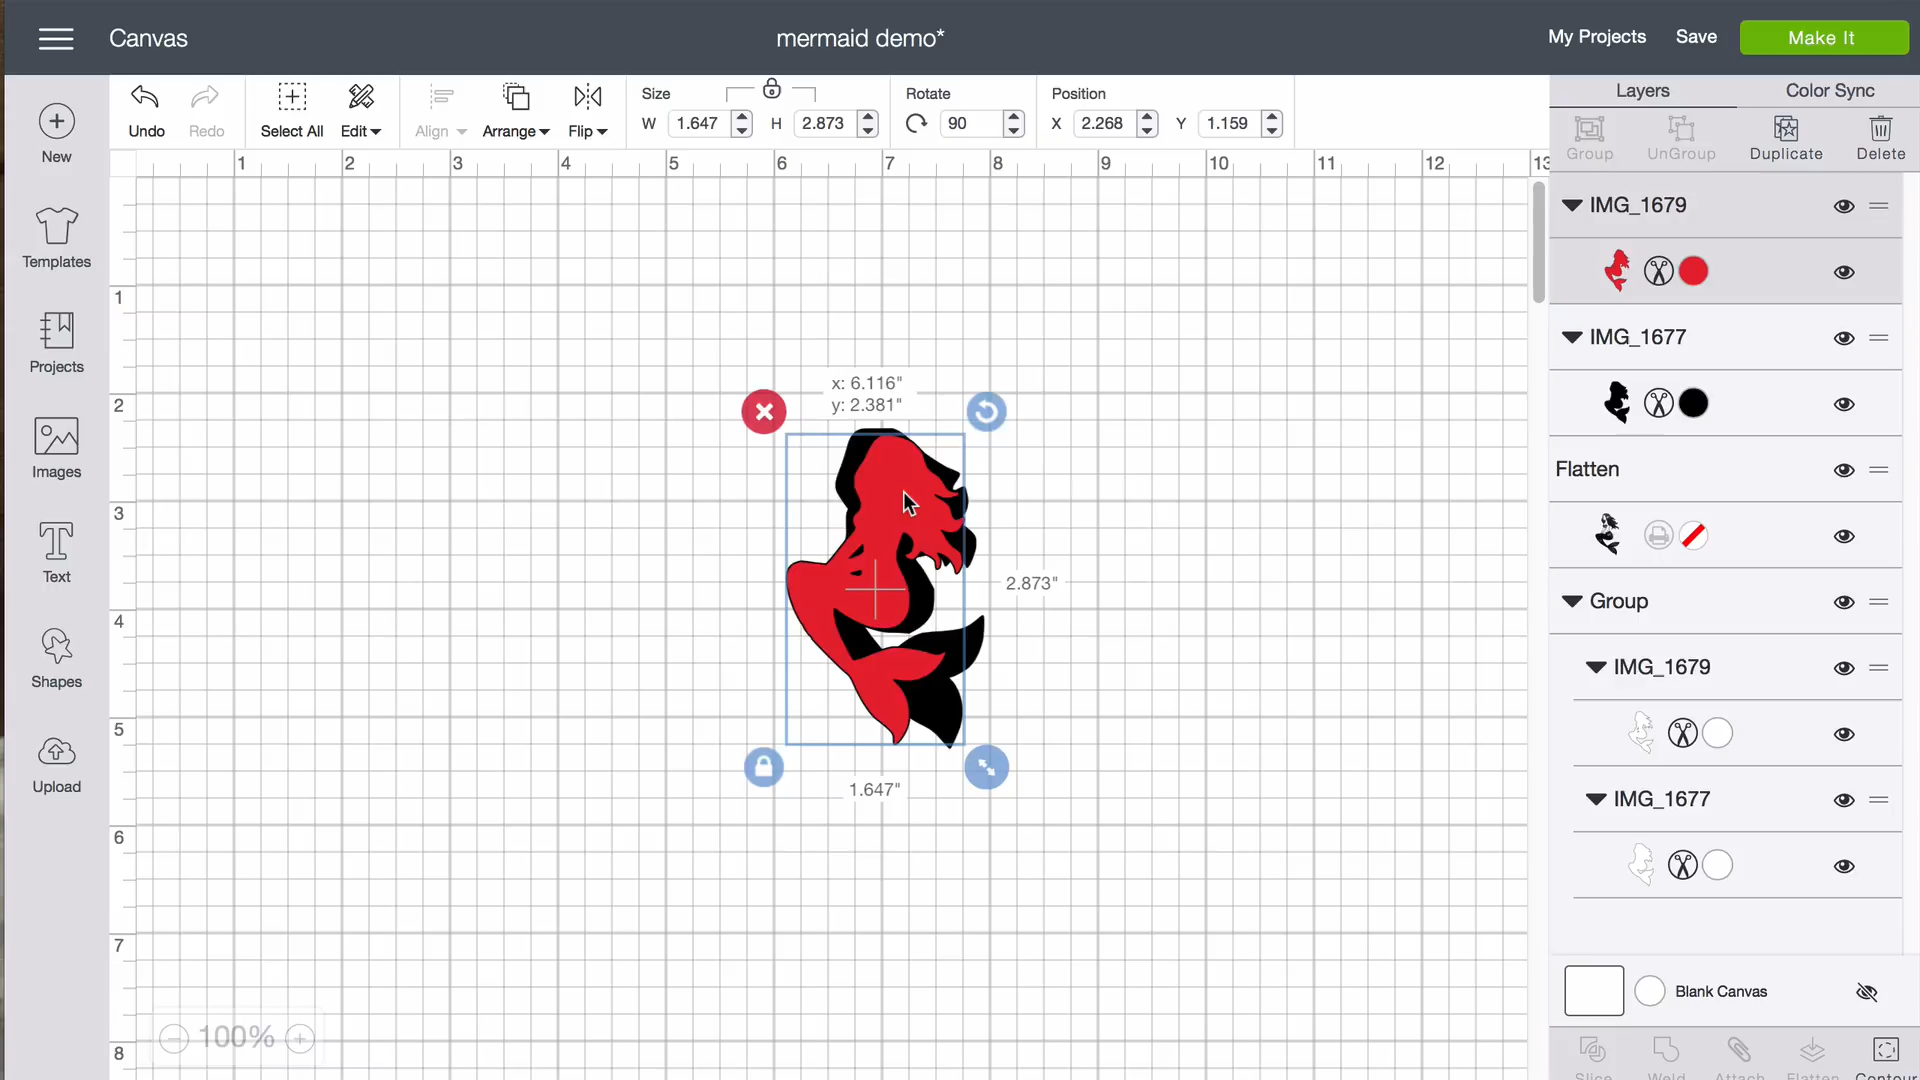 Canvas
mermaid demo*
My Projects
Save
Make It
Undo
Redo
Select All
Edit
Align
Arrange
Flip
Size
W 1.647
H 2.873
Rotate
90
Position
X 2.268
Y 1.159
Layers
Color Sync
Group
UnGroup
Duplicate
Delete
New
Templates
Projects
Images
Text
Shapes
Upload
1 2 3 4 5 6 7 8 9 10 11 12 13
1
2
3
4
5
6
7
8
x: 6.116"
y: 2.381"
2.873"
1.647"
100%
IMG_1679
IMG_1677
Flatten
Group
IMG_1679
IMG_1677
Blank Canvas
Slice
Weld
Attach
Flatten
Contour